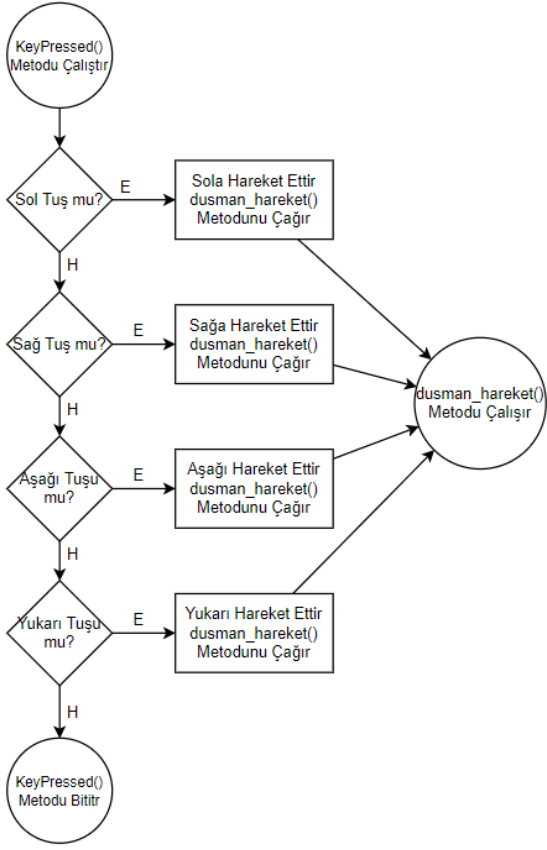 KeyPressed()
Metodu Çalıştır
Sol Tuş mu?
E
Sola Hareket Ettir
dusman_hareket()
Metodunu Çağır
H
Sağ Tuş mu?
E
Sağa Hareket Ettir
dusman_hareket()
Metodunu Çağır
dusman_hareket()
Metodu Çalışır
H
Aşağı Tuşu
mu?
E
Aşağı Hareket Ettir
dusman_hareket()
Metodunu Çağır
H
Yukarı Tuşu
mu?
E
Yukarı Hareket Ettir
dusman_hareket()
Metodunu Çağır
H
KeyPressed()
Metodu Bititr